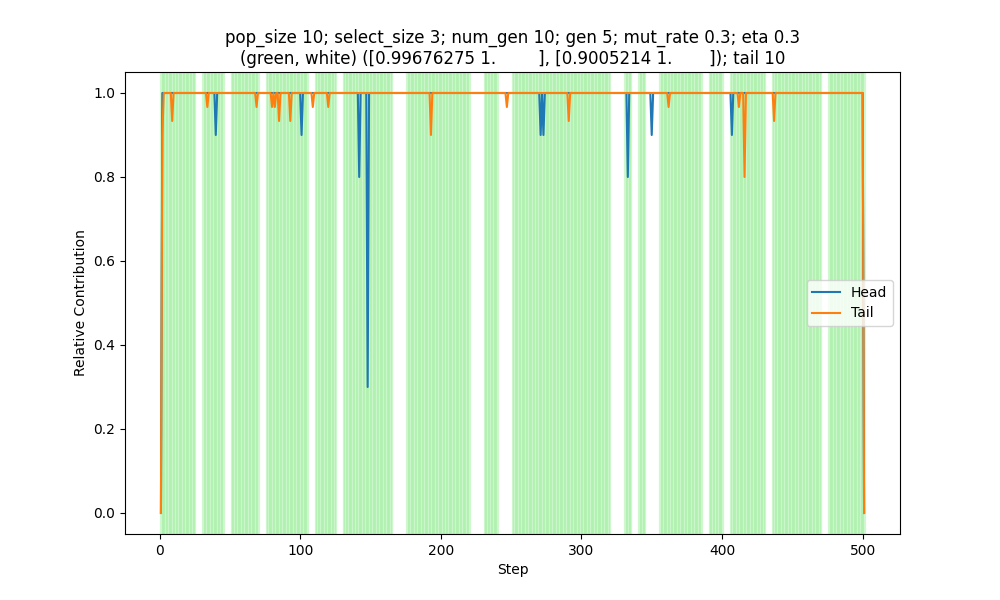 pop_size 10; select_size 3; num_gen 10; gen 5; mut_rate 0.3; eta 0.3
(green, white) ([0.99676275 1.        ], [0.9005214 1.        ]); tail 10
1.0
0.8
0.6
0.4
0.2
0.0
Relative Contribution
Head
Tail
0
100
200
300
400
500
Step